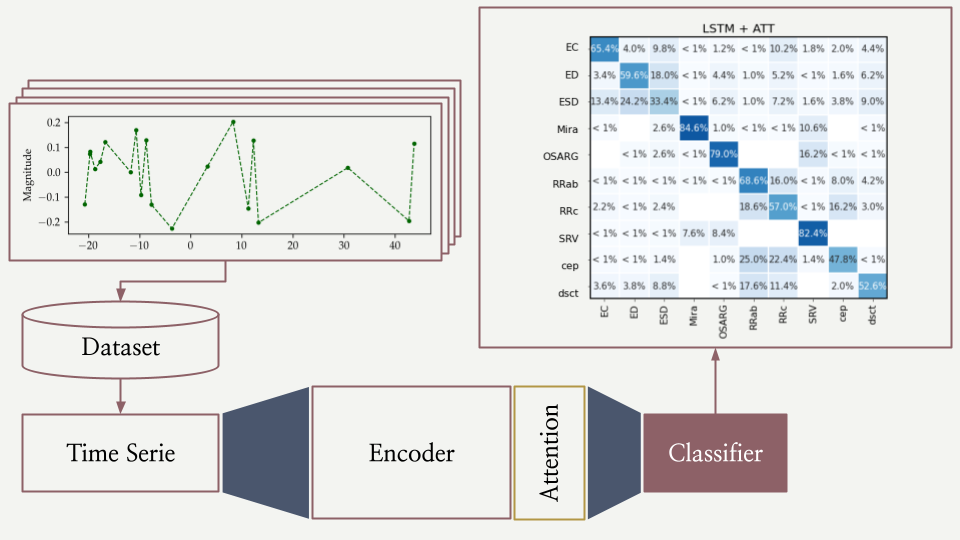 LSTM + ATT
EC 65.4% 4.0% 9.8% < 1% 1.2% < 1% 10.2% 1.8% 2.0% 4.4%
ED 3.4% 59.6% 18.0% < 1% 4.4% 1.0% 5.2% < 1% 1.6% 6.2%
ESD 13.4% 24.2% 33.4% < 1% 6.2% 1.0% 7.2% 1.6% 3.8% 9.0%
Mira < 1% 2.6% 84.6% 1.0% < 1% < 1% 10.6% < 1%
OSARG < 1% 2.6% < 1% 79.0% 16.2% < 1% < 1%
RRab < 1% < 1% < 1% < 1% < 1% 68.6% 16.0% < 1% 8.0% 4.2%
RRc 2.2% < 1% 2.4% 18.6% 57.0% < 1% 16.2% 3.0%
SRV < 1% < 1% < 1% 7.6% 8.4% 82.4%
cep < 1% < 1% 1.4% 1.0% 25.0% 22.4% 1.4% 47.8% < 1%
dsct 3.6% 3.8% 8.8% < 1% 17.6% 11.4% 2.0% 52.6%
EC ED ESD Mira OSARG RRab RRc SRV cep dsct
Magnitude
0.2
0.1
0.0
−0.1
−0.2
−20 −10 0 10 20 30 40
Dataset
Time Serie
Encoder
Attention
Classifier